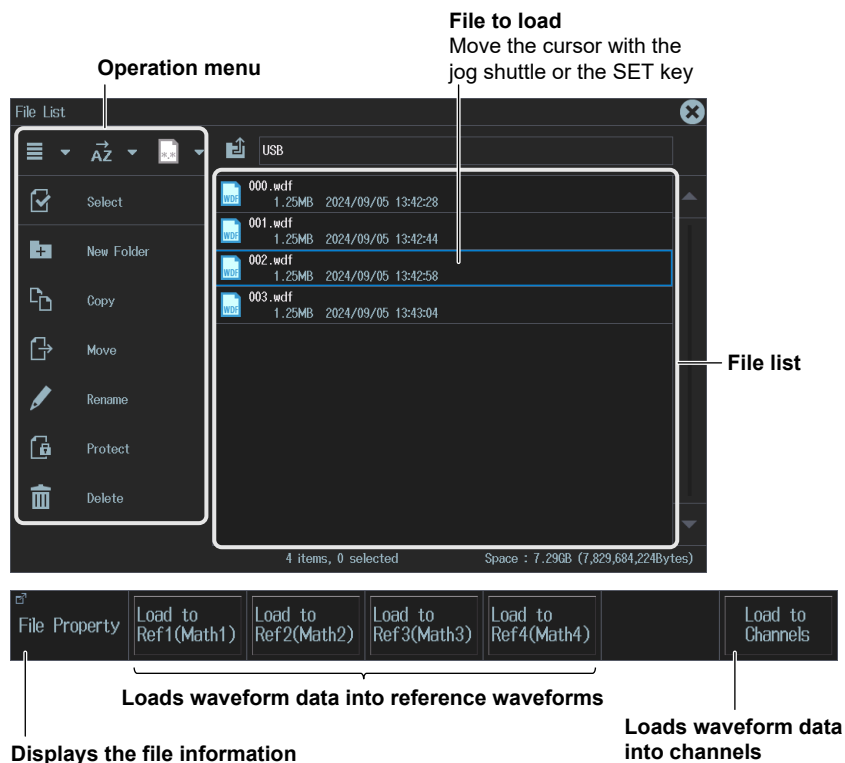 File to load
Move the cursor with the
jog shuttle or the SET key
Operation menu
File List
AZ
*.*
USB
Select
New Folder
Copy
Move
Rename
Protect
Delete
WDF
000.wdf
1.25MB 2024/09/05 13:42:28
WDF
001.wdf
1.25MB 2024/09/05 13:42:44
WDF
002.wdf
1.25MB 2024/09/05 13:42:58
WDF
003.wdf
1.25MB 2024/09/05 13:43:04
File list
4 items, 0 selected
Space : 7.29GB (7,829,684,224Bytes)
File Property
Load to
Ref1(Math1)
Load to
Ref2(Math2)
Load to
Ref3(Math3)
Load to
Ref4(Math4)
Load to
Channels
Loads waveform data into reference waveforms
Loads waveform data
into channels
Displays the file information